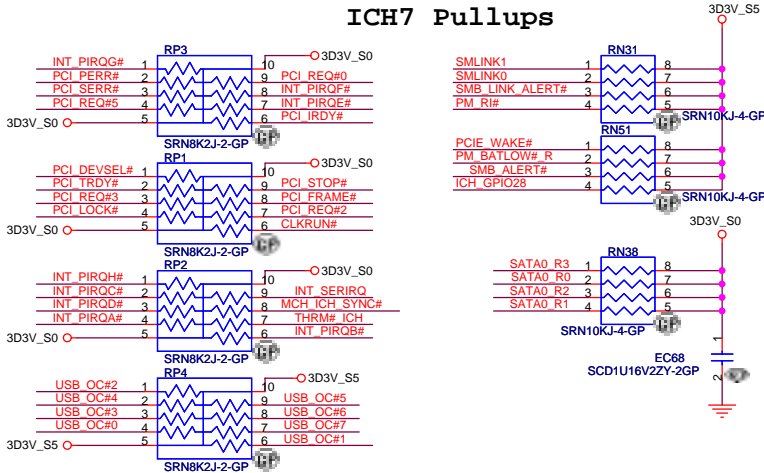 ICH7 Pullups
RP3
INT_PIRQG# 1 10 3D3V_S0
PCI_PERR# 2 9 PCI_REQ#0
PCI_SERR# 3 8 INT_PIRQF#
PCI_REQ#5 4 7 INT_PIRQE#
3D3V_S0 5 6 PCI_IRDY#
SRN8K2J-2-GP
GP
RP1
PCI_DEVSEL# 1 10 3D3V_S0
PCI_TRDY# 2 9 PCI_STOP#
PCI_REQ#3 3 8 PCI_FRAME#
PCI_LOCK# 4 7 PCI_REQ#2
3D3V_S0 5 6 CLKRUN#
SRN8K2J-2-GP
GP
RP2
INT_PIRQH# 1 10 3D3V_S0
INT_PIRQC# 2 9 INT_SERIRQ
INT_PIRQD# 3 8 MCH_ICH_SYNC#
INT_PIRQA# 4 7 THRM#_ICH
3D3V_S0 5 6 INT_PIRQB#
SRN8K2J-2-GP
GP
RP4
USB_OC#2 1 10 3D3V_S5
USB_OC#4 2 9 USB_OC#5
USB_OC#3 3 8 USB_OC#6
USB_OC#0 4 7 USB_OC#7
3D3V_S5 5 6 USB_OC#1
SRN8K2J-2-GP
GP
3D3V_S5
RN31
SMLINK1 1 8
SMLINK0 2 7
SMB_LINK_ALERT# 3 6
PM_RI# 4 5
SRN10KJ-4-GP
GP
RN51
PCIE_WAKE# 1 8
PM_BATLOW#_R 2 7
SMB_ALERT# 3 6
ICH_GPIO28 4 5
SRN10KJ-4-GP
GP
3D3V_S0
RN38
SATA0_R3 1 8
SATA0_R0 2 7
SATA0_R2 3 6
SATA0_R1 4 5
SRN10KJ-4-GP
GP
1
EC68
SCD1U16V2ZY-2GP
2